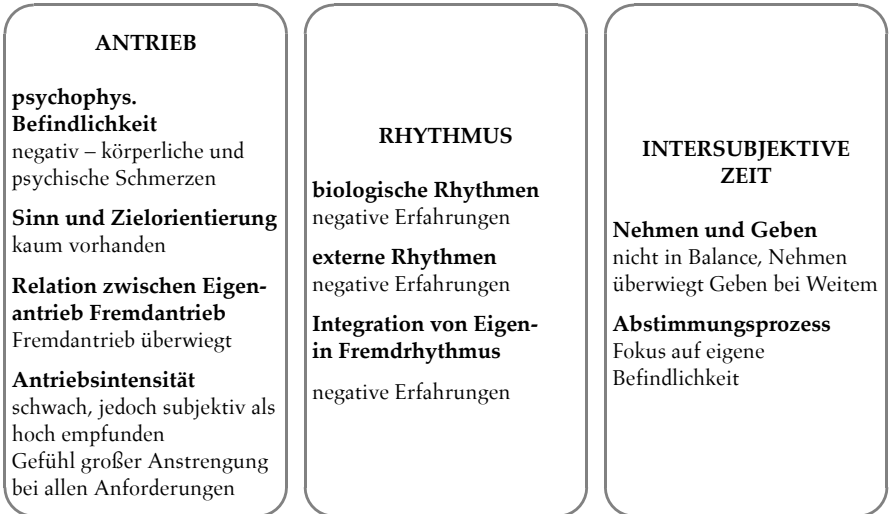 ANTRIEB
psychophys.
Befindlichkeit
negativ – körperliche und
psychische Schmerzen
Sinn und Zielorientierung
kaum vorhanden
Relation zwischen Eigen-
antrieb Fremdantrieb
Fremdantrieb überwiegt
Antriebsintensität
schwach, jedoch subjektiv als
hoch empfunden
Gefühl großer Anstrengung
bei allen Anforderungen
RHYTHMUS
biologische Rhythmen
negative Erfahrungen
externe Rhythmen
negative Erfahrungen
Integration von Eigen-
in Fremdrhythmus
negative Erfahrungen
INTERSUBJEKTIVE
ZEIT
Nehmen und Geben
nicht in Balance, Nehmen
überwiegt Geben bei Weitem
Abstimmungsprozess
Fokus auf eigene
Befindlichkeit